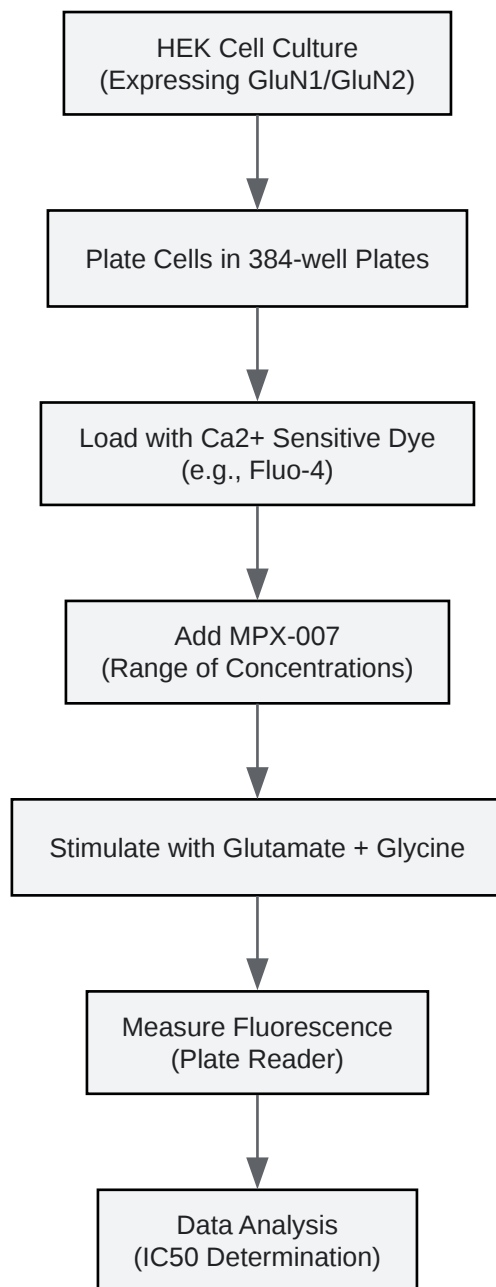 HEK Cell Culture
(Expressing GluN1/GluN2)
Plate Cells in 384-well Plates
Load with Ca2+ Sensitive Dye
(e.g., Fluo-4)
Add MPX-007
(Range of Concentrations)
Stimulate with Glutamate + Glycine
Measure Fluorescence
(Plate Reader)
Data Analysis
(IC50 Determination)